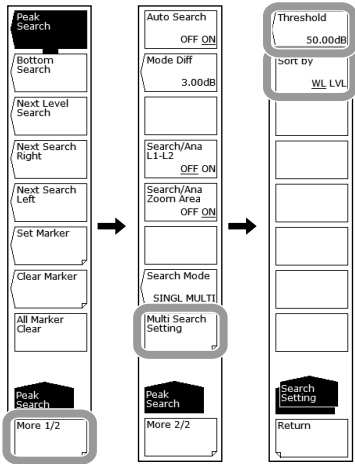 Peak
Search
Bottom
Search
Next Level
Search
Next Search
Right
Next Search
Left
Set Marker
Clear Marker
All Marker
Clear
Peak
Search
More 1/2
Auto Search
OFF ON
Mode Diff
3.00dB
Search/Ana
L1-L2
OFF ON
Search/Ana
Zoom Area
OFF ON
Search Mode
SINGL MULTI
Multi Search
Setting
Peak
Search
More 2/2
Threshold
50.00dB
Sort by
WL LVL
Search
Setting
Return